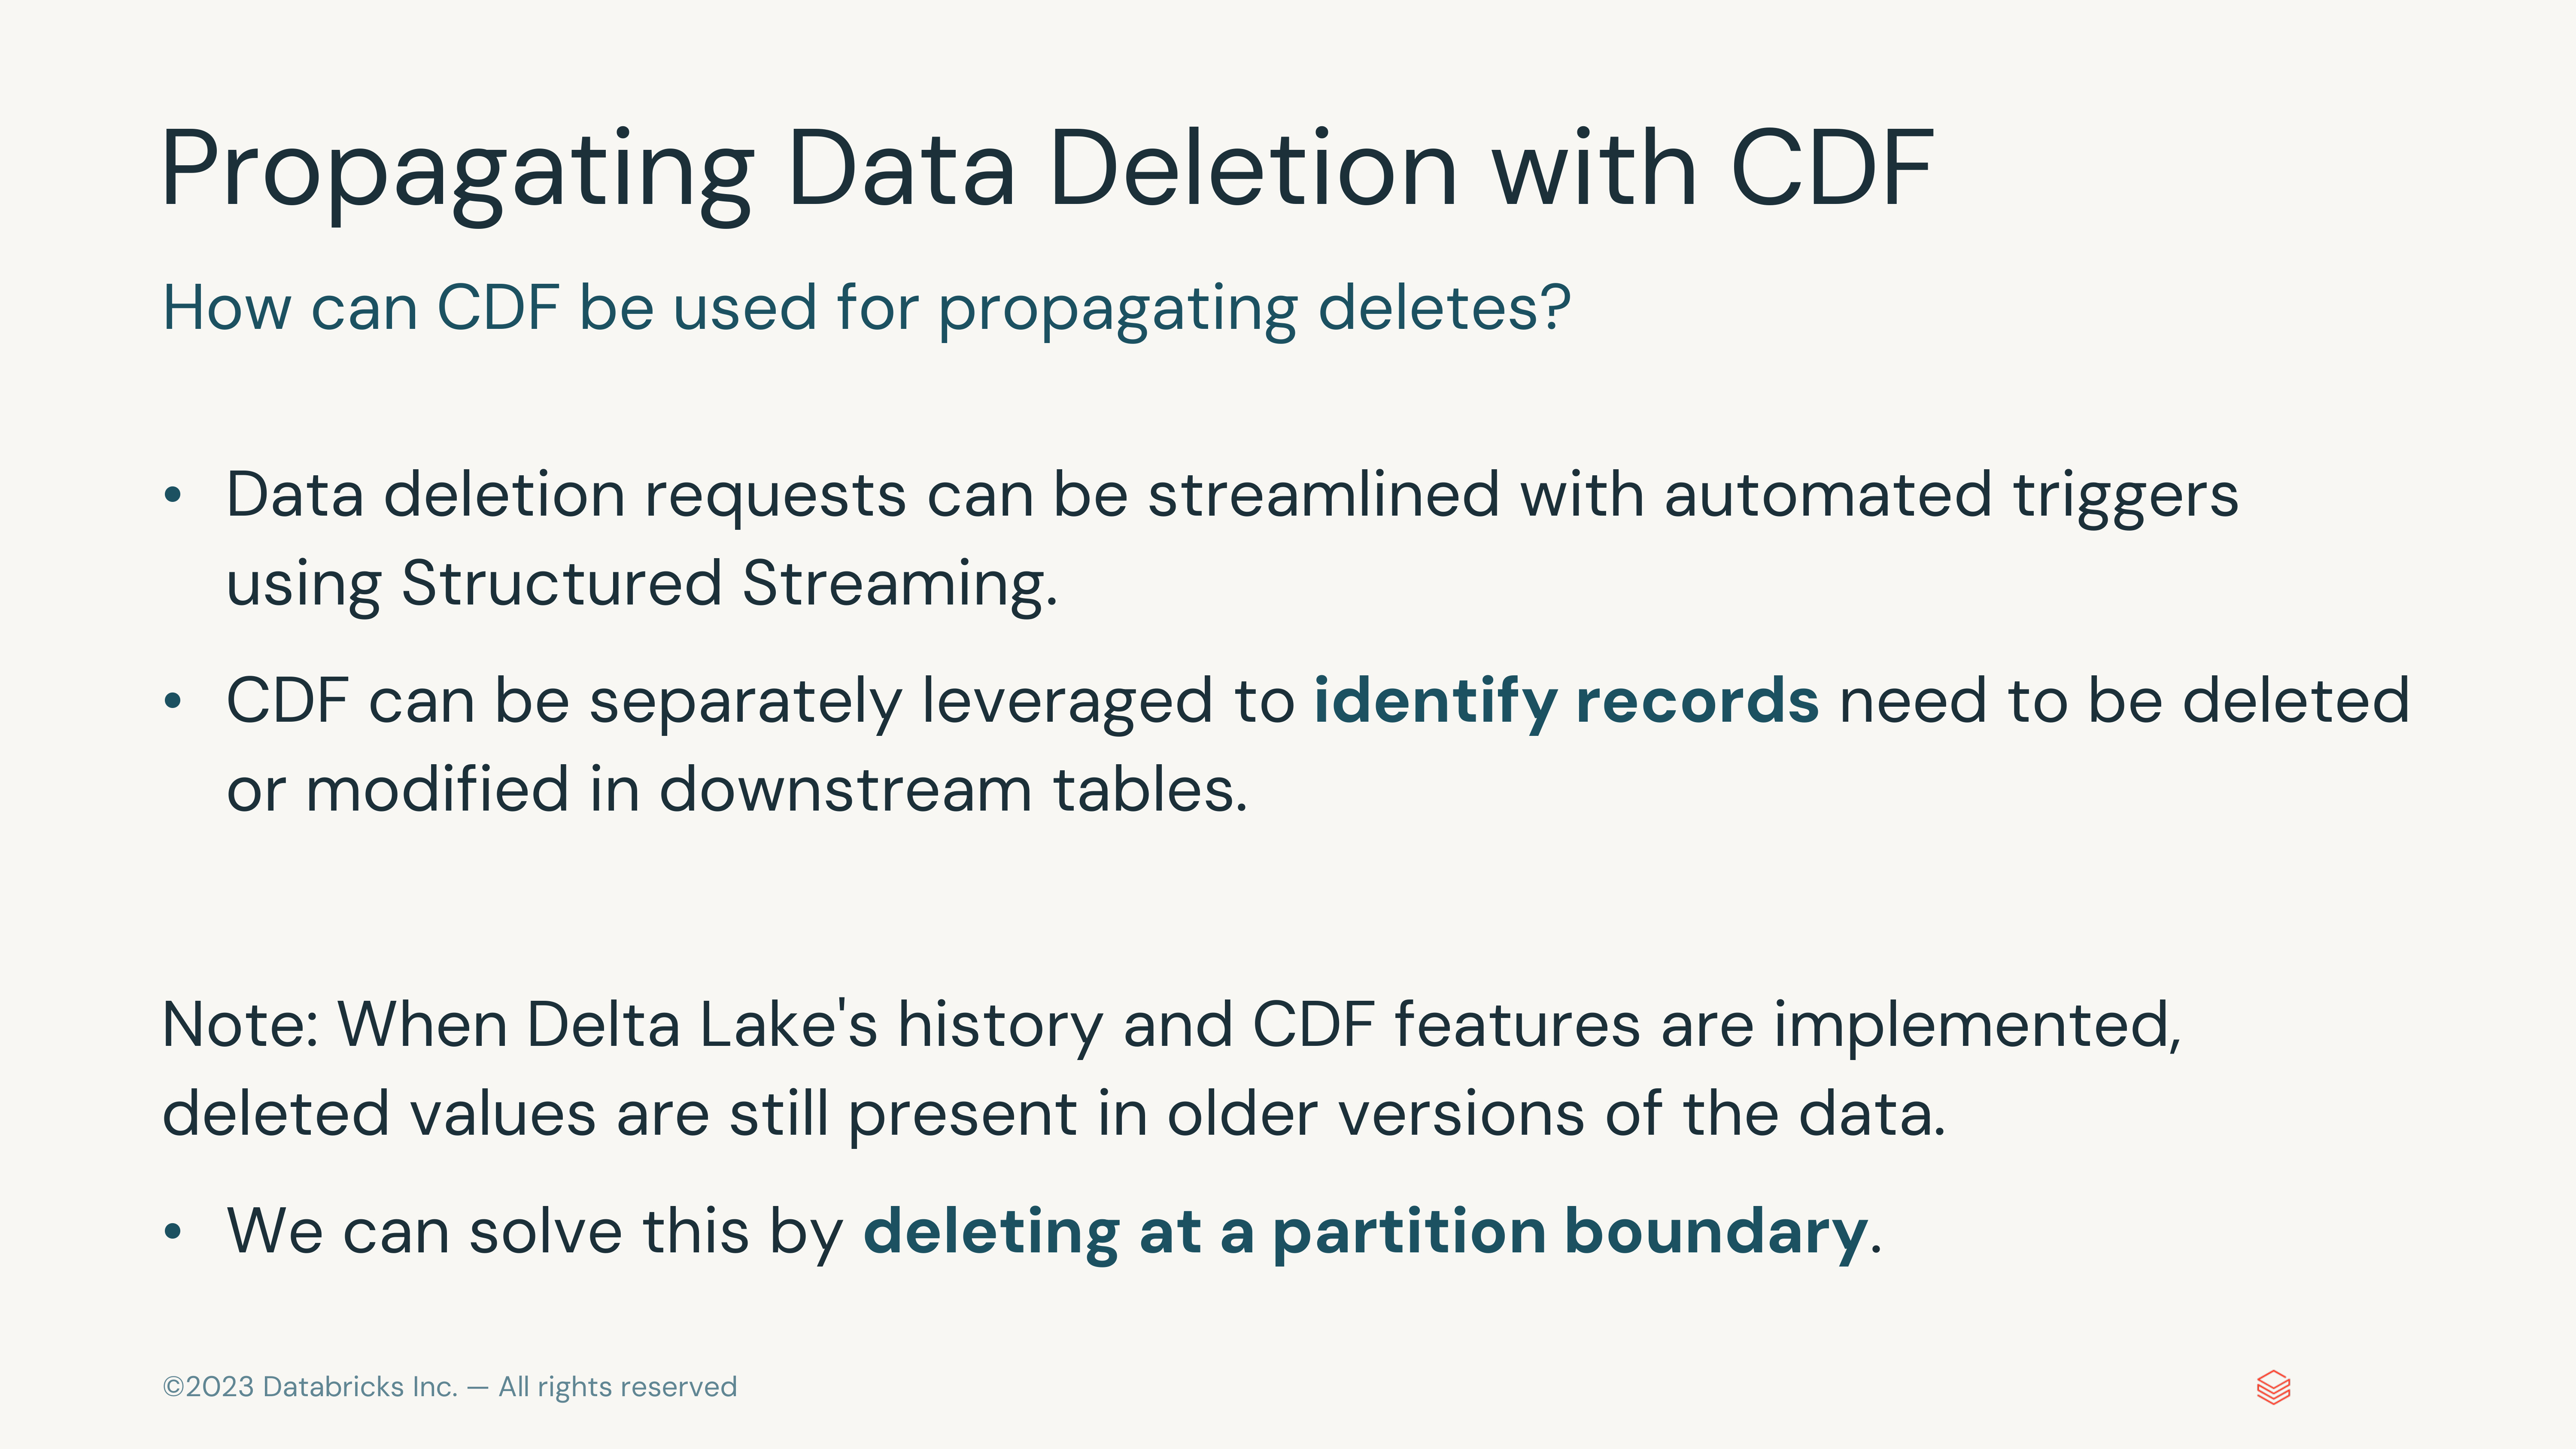 Propagating Data Deletion with CDF
How can CDF be used for propagating deletes?
• Data deletion requests can be streamlined with automated triggers
using Structured Streaming.
• CDF can be separately leveraged to identify records need to be deleted
or modified in downstream tables.
Note: When Delta Lake's history and CDF features are implemented,
deleted values are still present in older versions of the data.
• We can solve this by deleting at a partition boundary.
©2023 Databricks Inc. — All rights reserved